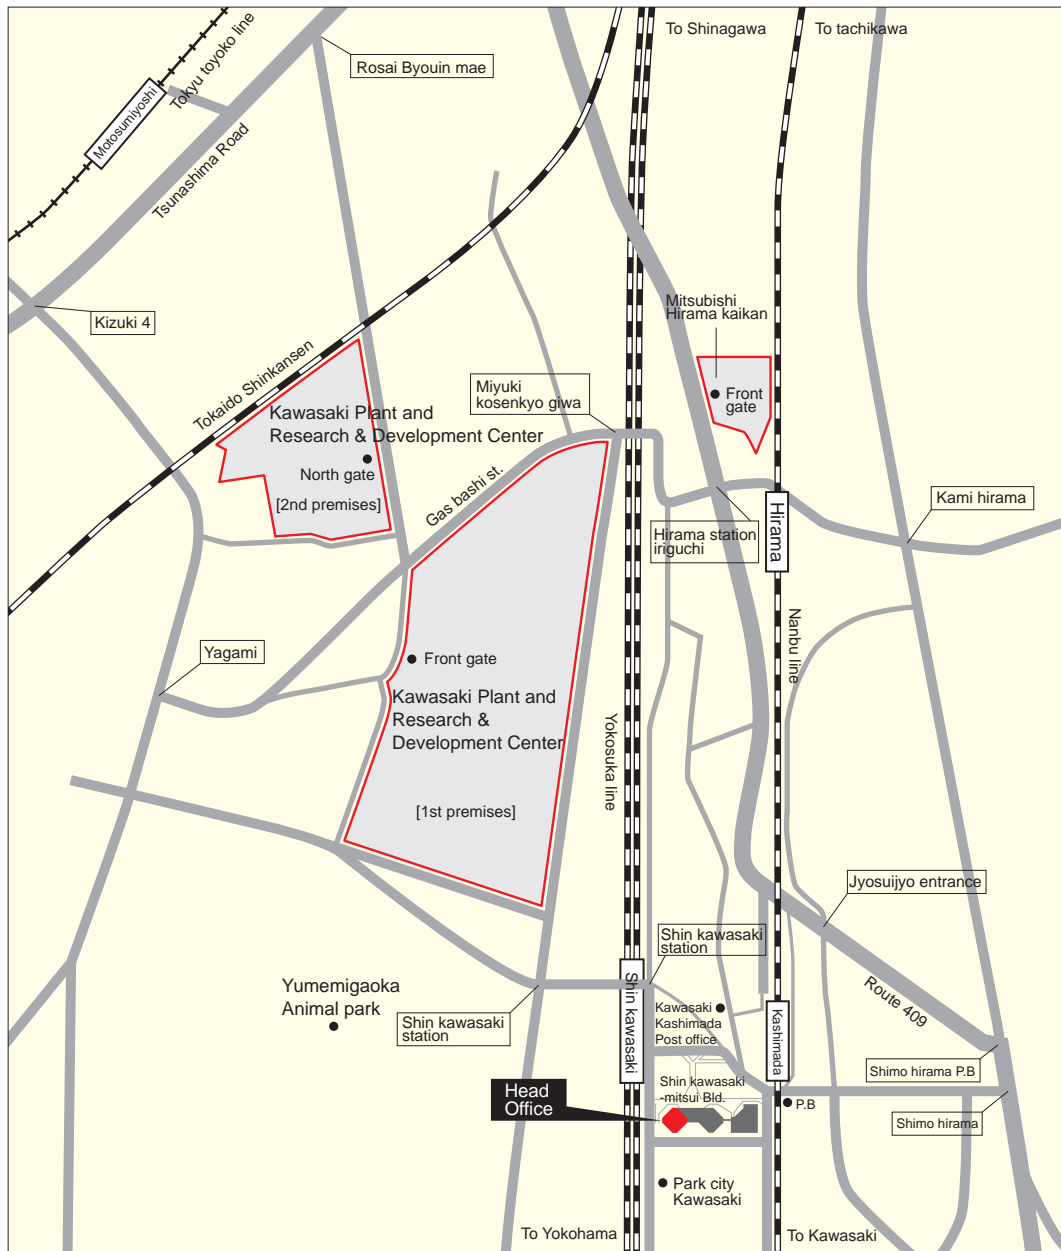 To Shinagawa
To tachikawa
Rosai Byouin mae
Tokyu toyoko line
Motosumiyoshi
Tsunashima Road
Kizuki 4
Mitsubishi
Hirama kaikan
Front
gate
Tokaido Shinkansen
Miyuki
kosenkyo giwa
Kawasaki Plant and
Research & Development Center
North gate
[2nd premises]
Gas bashi st.
Kami hirama
Hirama station
iriguchi
Hirama
Nanbu line
Yagami
Front gate
Kawasaki Plant and
Research &
Development Center
Yokosuka line
[1st premises]
Jyosuijyo entrance
Shin kawasaki
station
Shin kawasaki
Yumemigaoka
Animal park
Shin kawasaki
station
Kawasaki
Kashimada
Post office
Kashimada
Route 409
Shimo hirama P.B
Shin kawasaki
-mitsui Bld.
Head
Office
P.B
Shimo hirama
Park city
Kawasaki
To Yokohama
To Kawasaki